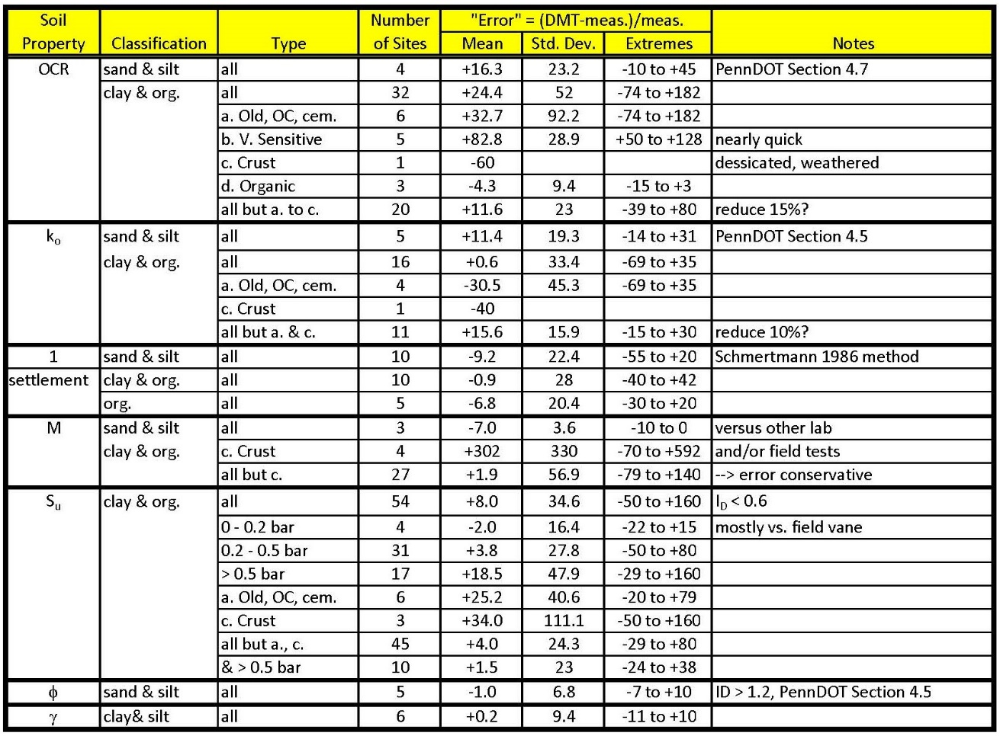 Soil Number "Error" = (DMT-meas.)/meas.
Property Classification Type of Sites Mean Std. Dev. Extremes Notes
OCR sand & silt all 4 +16.3 23.2 -10 to +45 PennDOT Section 4.7
clay & org. all 32 +24.4 52 -74 to +182
a. Old, OC, cem. 6 +32.7 92.2 -74 to +182
b. V. Sensitive 5 +82.8 28.9 +50 to +128 nearly quick
c. Crust 1 -60 dessicated, weathered
d. Organic 3 -4.3 9.4 -15 to +3
all but a. to c. 20 +11.6 23 -39 to +80 reduce 15%?
ko sand & silt all 5 +11.4 19.3 -14 to +31 PennDOT Section 4.5
clay & org. all 16 +0.6 33.4 -69 to +35
a. Old, OC, cem. 4 -30.5 45.3 -69 to +35
c. Crust 1 -40
all but a. & c. 11 +15.6 15.9 -15 to +30 reduce 10%?
1 sand & silt all 10 -9.2 22.4 -55 to +20 Schmertmann 1986 method
settlement clay & org. all 10 -0.9 28 -40 to +42
org. all 5 -6.8 20.4 -30 to +20
M sand & silt all 3 -7.0 3.6 -10 to 0 versus other lab
clay & org. c. Crust 4 +302 330 -70 to +592 and/or field tests
all but c. 27 +1.9 56.9 -79 to +140 --> error conservative
Su clay & org. all 54 +8.0 34.6 -50 to +160 ID < 0.6
0 - 0.2 bar 4 -2.0 16.4 -22 to +15 mostly vs. field vane
0.2 - 0.5 bar 31 +3.8 27.8 -50 to +80
> 0.5 bar 17 +18.5 47.9 -29 to +160
a. Old, OC, cem. 6 +25.2 40.6 -20 to +79
c. Crust 3 +34.0 111.1 -50 to +160
all but a., c. 45 +4.0 24.3 -29 to +80
& > 0.5 bar 10 +1.5 23 -24 to +38
ϕ sand & silt all 5 -1.0 6.8 -7 to +10 ID > 1.2, PennDOT Section 4.5
γ clay& silt all 6 +0.2 9.4 -11 to +10